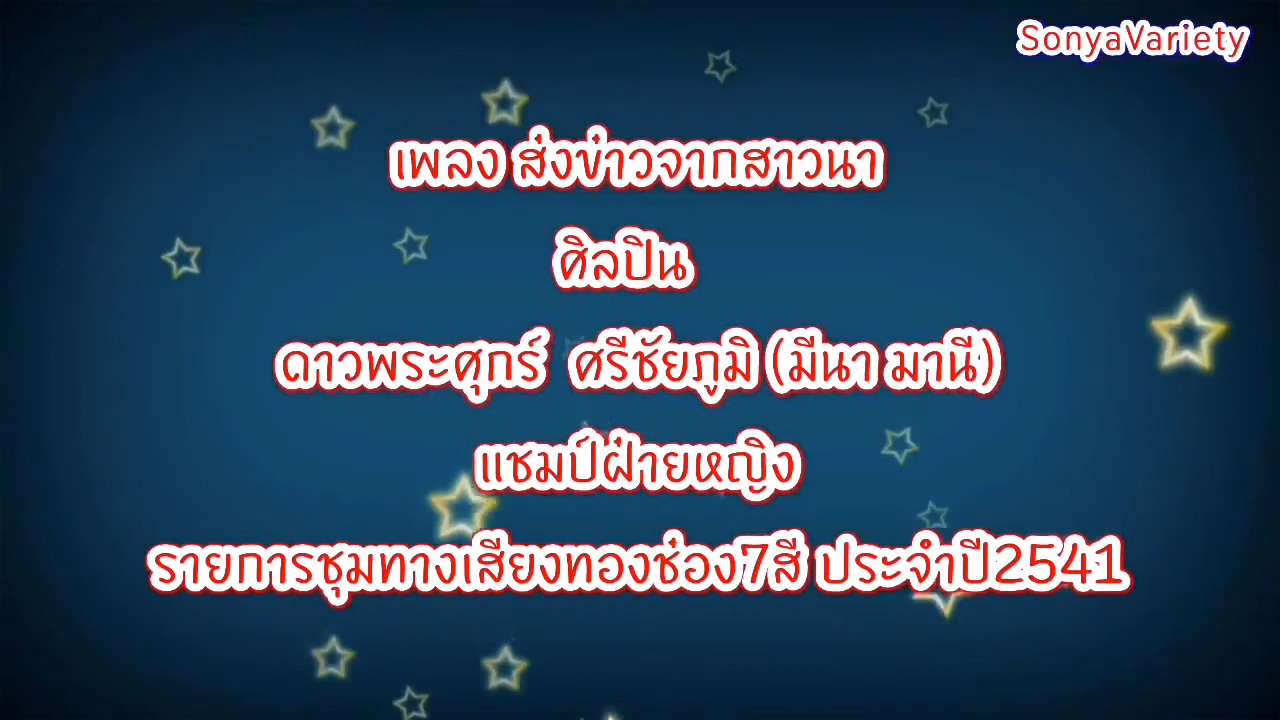 SonyaVariety
เพลง ส่งข่าวจากสาวนา
ศิลปิน
ดาวพระศุกร์ ศรีชัยภูมิ (มีนา มานี)
แชมป์ฝ่ายหญิง
รายการชุมทางเสียงทองช่อง7สี ประจำปี2541